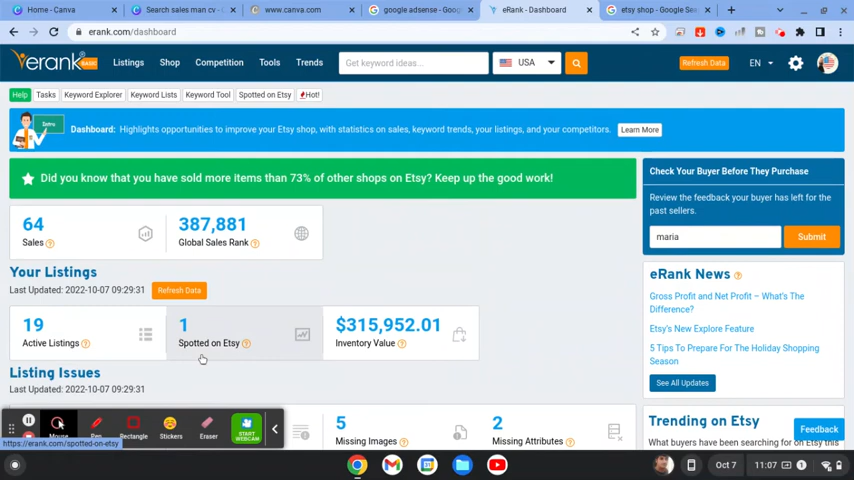 Home - Canva
Search sales man cv -
www.canva.com
google adsense - Goog
eRank - Dashboard
etsy shop - Google Sea
erank.com/dashboard
erank BASIC
Listings
Shop
Competition
Tools
Trends
Get keyword ideas...
USA
Refresh Data
EN
Help
Tasks
Keyword Explorer
Keyword Lists
Keyword Tool
Spotted on Etsy
Hot!
Intro
Dashboard: Highlights opportunities to improve your Etsy shop, with statistics on sales, keyword trends, your listings, and your competitors.
Learn More
Did you know that you have sold more items than 73% of other shops on Etsy? Keep up the good work!
64
Sales
387,881
Global Sales Rank
Your Listings
Last Updated: 2022-10-07 09:29:31
Refresh Data
19
Active Listings
1
Spotted on Etsy
$315,952.01
Inventory Value
Listing Issues
Last Updated: 2022-10-07 09:29:31
5
Missing Images
2
Missing Attributes
Check Your Buyer Before They Purchase
Review the feedback your buyer has left for the
past sellers.
maria
Submit
eRank News
Gross Profit and Net Profit – What's The
Difference?
Etsy's New Explore Feature
5 Tips To Prepare For The Holiday Shopping
Season
See All Updates
Trending on Etsy
What buyers have been searching for on Etsy this
Feedback
Mouse
Pen
Rectangle
Stickers
Eraser
START
WEBCAM
https://erank.com/spotted-on-etsy
Oct 7
11:07
1